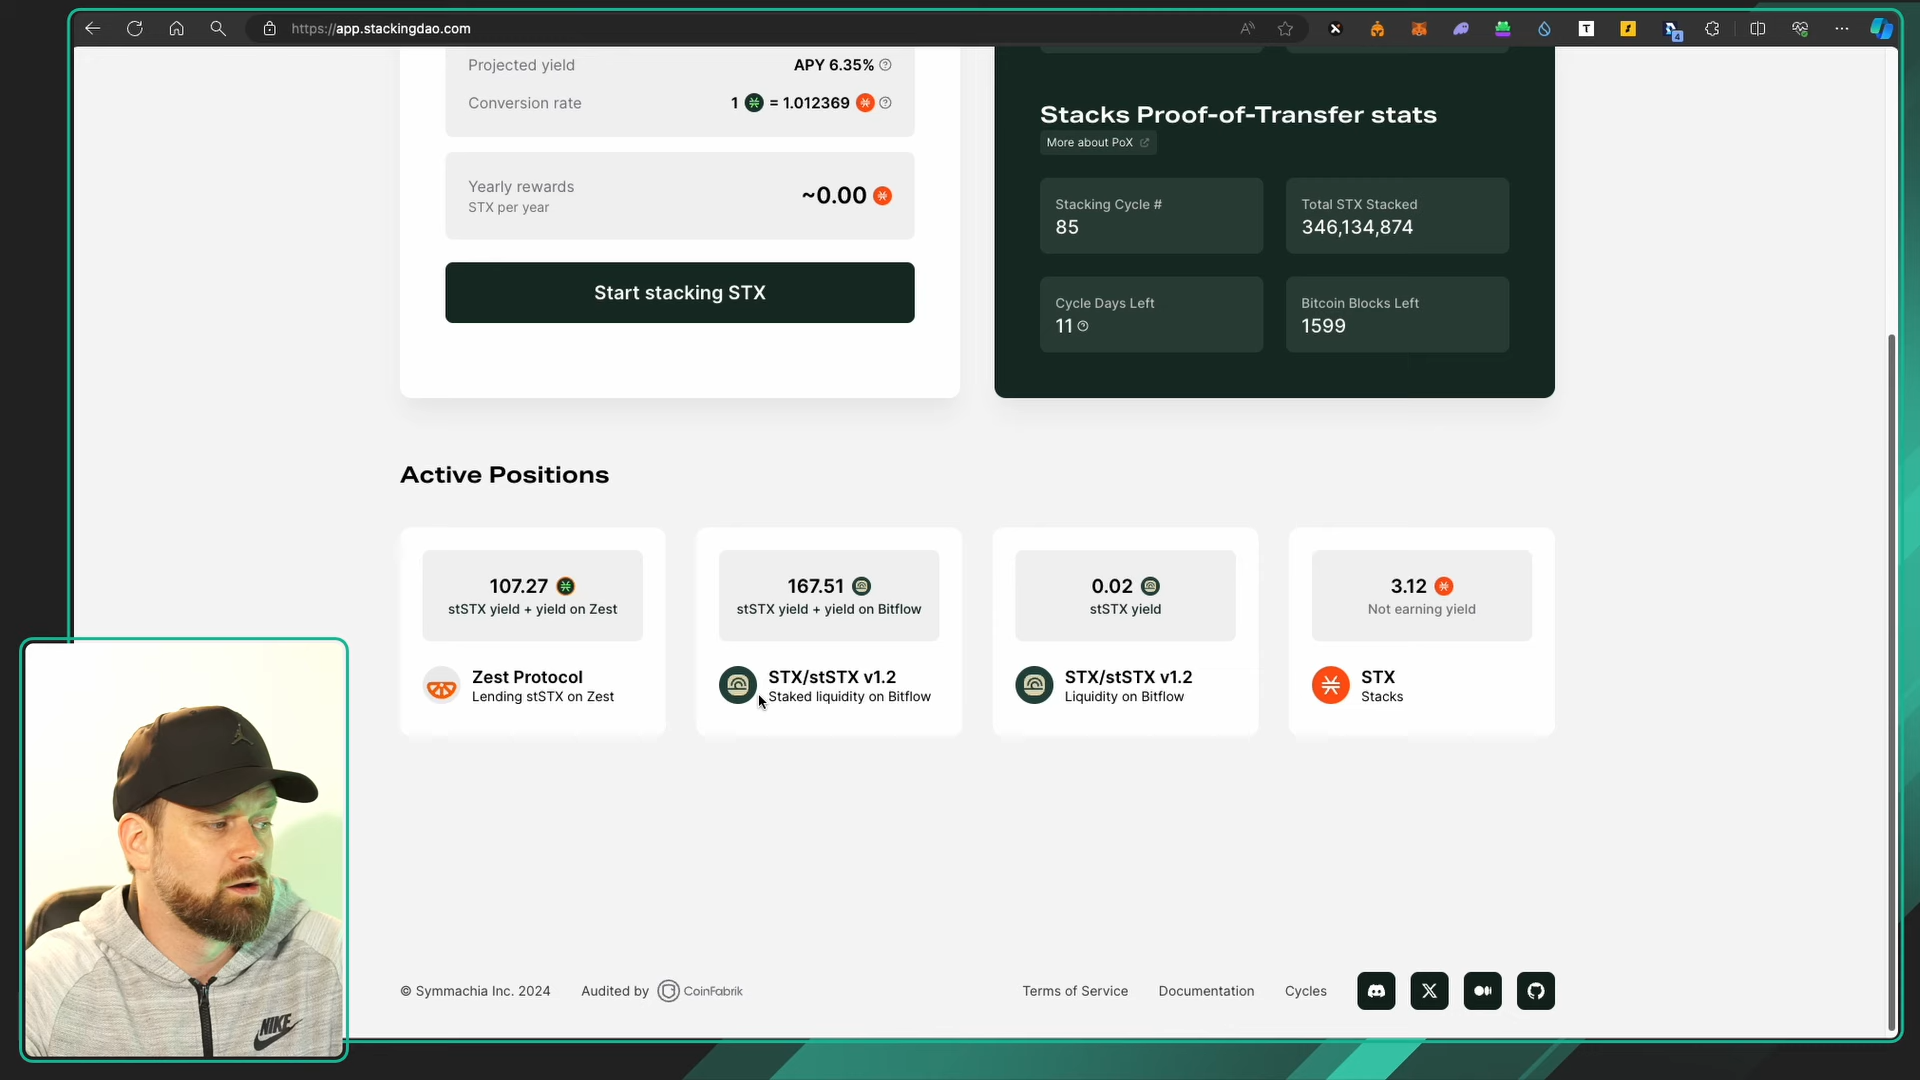 https://app.stackingdao.com
Projected yield
APY 6.35%
Conversion rate
1 = 1.012369
Yearly rewards
STX per year
~0.00
Start stacking STX
Stacks Proof-of-Transfer stats
More about PoX
Stacking Cycle #
85
Total STX Stacked
346,134,874
Cycle Days Left
11
Bitcoin Blocks Left
1599
Active Positions
107.27
stSTX yield + yield on Zest
Zest Protocol
Lending stSTX on Zest
167.51
stSTX yield + yield on Bitflow
STX/stSTX v1.2
Staked liquidity on Bitflow
0.02
stSTX yield
STX/stSTX v1.2
Liquidity on Bitflow
3.12
Not earning yield
STX
Stacks
NIKE
© Symmachia Inc. 2024
Audited by CoinFabrik
Terms of Service
Documentation
Cycles